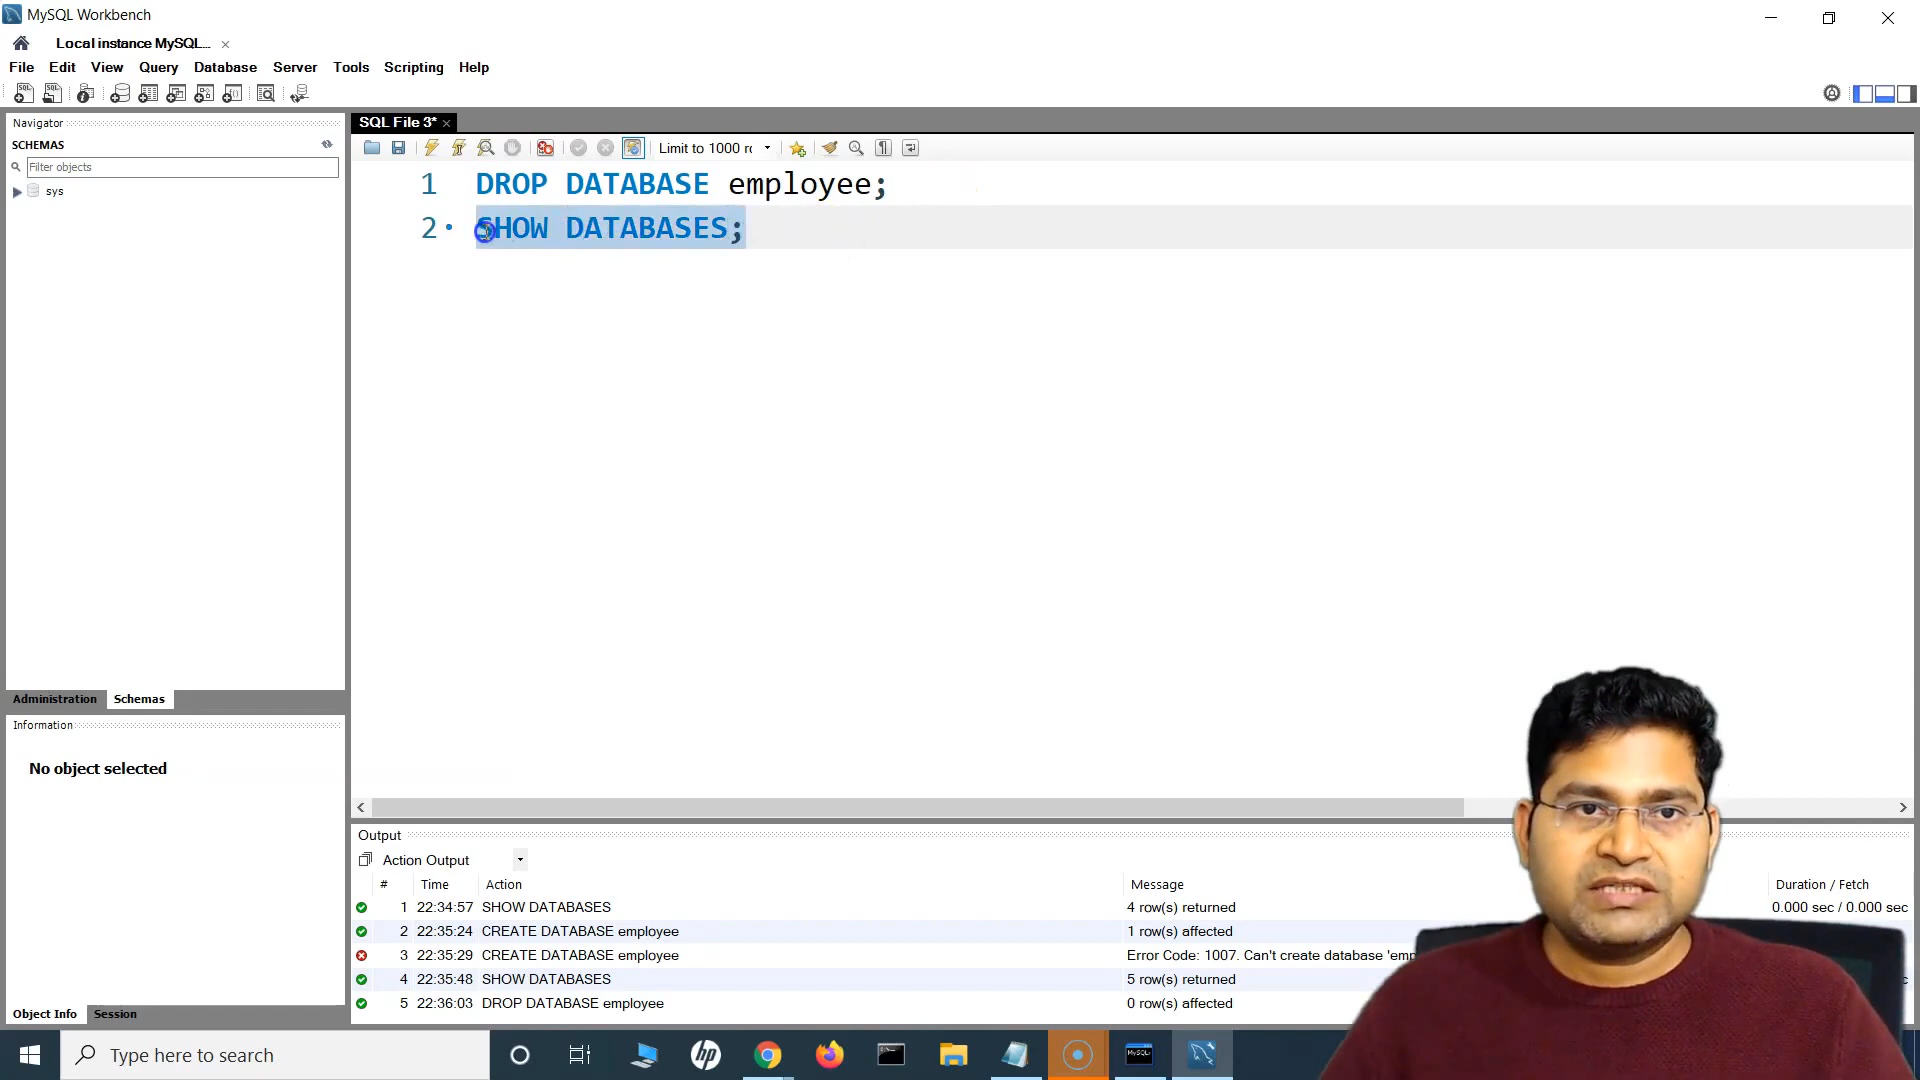 MySQL Workbench
Local instance MySQL...
File Edit View Query Database Server Tools Scripting Help
Navigator
SCHEMAS
Filter objects
sys
Administration Schemas
Information
No object selected
Object Info Session
SQL File 3*
Limit to 1000 rc
1 DROP DATABASE employee;
2 SHOW DATABASES;
Output
Action Output
# Time Action Message Duration / Fetch
1 22:34:57 SHOW DATABASES 4 row(s) returned 0.000 sec / 0.000 sec
2 22:35:24 CREATE DATABASE employee 1 row(s) affected
3 22:35:29 CREATE DATABASE employee Error Code: 1007. Can't create database 'emp
4 22:35:48 SHOW DATABASES 5 row(s) returned
5 22:36:03 DROP DATABASE employee 0 row(s) affected
Type here to search
hp
MySQL